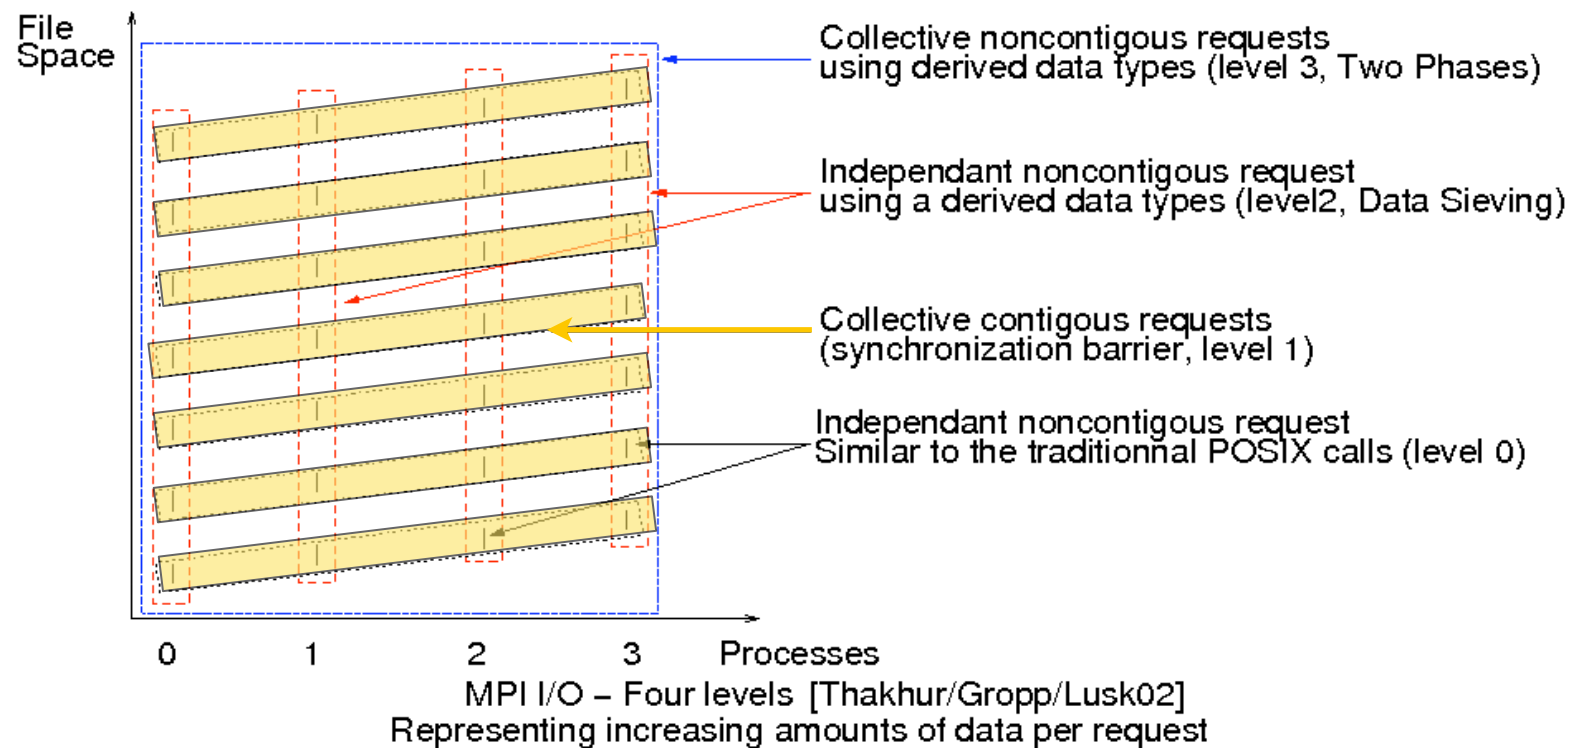 File
Space
Collective noncontigous requests
using derived data types (level 3, Two Phases)
Independant noncontigous request
using a derived data types (level2, Data Sieving)
Collective contigous requests
(synchronization barrier, level 1)
Independant noncontigous request
Similar to the traditionnal POSIX calls (level 0)
0 1 2 3 Processes
MPI I/O – Four levels [Thakhur/Gropp/Lusk02]
Representing increasing amounts of data per request